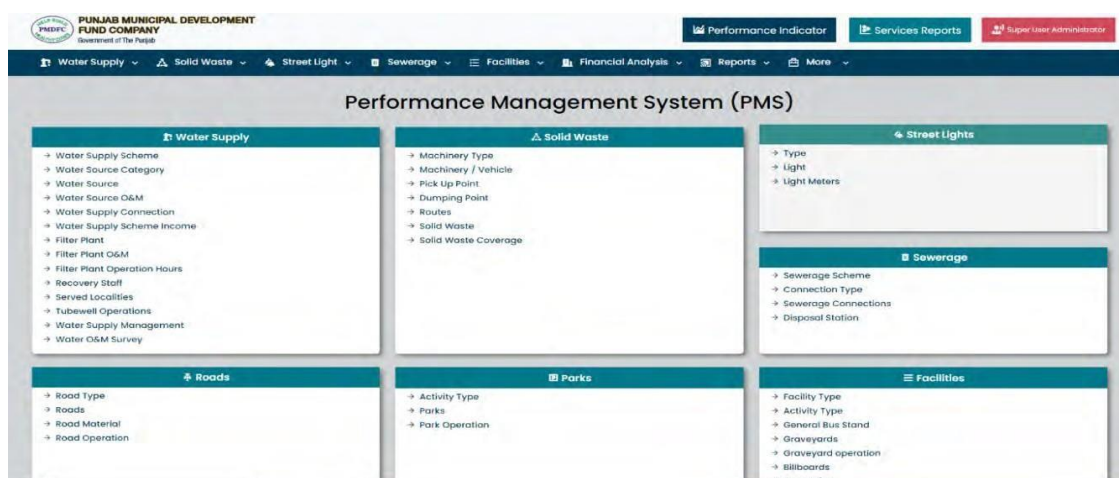 PUNJAB MUNICIPAL DEVELOPMENT
FUND COMPANY
Government of The Punjab
PMDFC
Performance Indicator
Services Reports
Super User Administrator
Water Supply
Solid Waste
Street Light
Sewerage
Facilities
Financial Analysis
Reports
More
Performance Management System (PMS)
Water Supply
Water Supply Scheme
Water Source Category
Water Source
Water Source O&M
Water Supply Connection
Water Supply Scheme Income
Filter Plant
Filter Plant O&M
Filter Plant Operation Hours
Recovery Staff
Served Localities
Tubewell Operations
Water Supply Management
Water O&M Survey
Solid Waste
Machinery Type
Machinery / Vehicle
Pick Up Point
Dumping Point
Routes
Solid Waste
Solid Waste Coverage
Street Lights
Type
Light
Light Meters
Sewerage
Sewerage Scheme
Connection Type
Sewerage Connections
Disposal Station
Roads
Road Type
Roads
Road Material
Road Operation
Parks
Activity Type
Parks
Park Operation
Facilities
Facility Type
Activity Type
General Bus Stand
Graveyards
Graveyard operation
Billboards